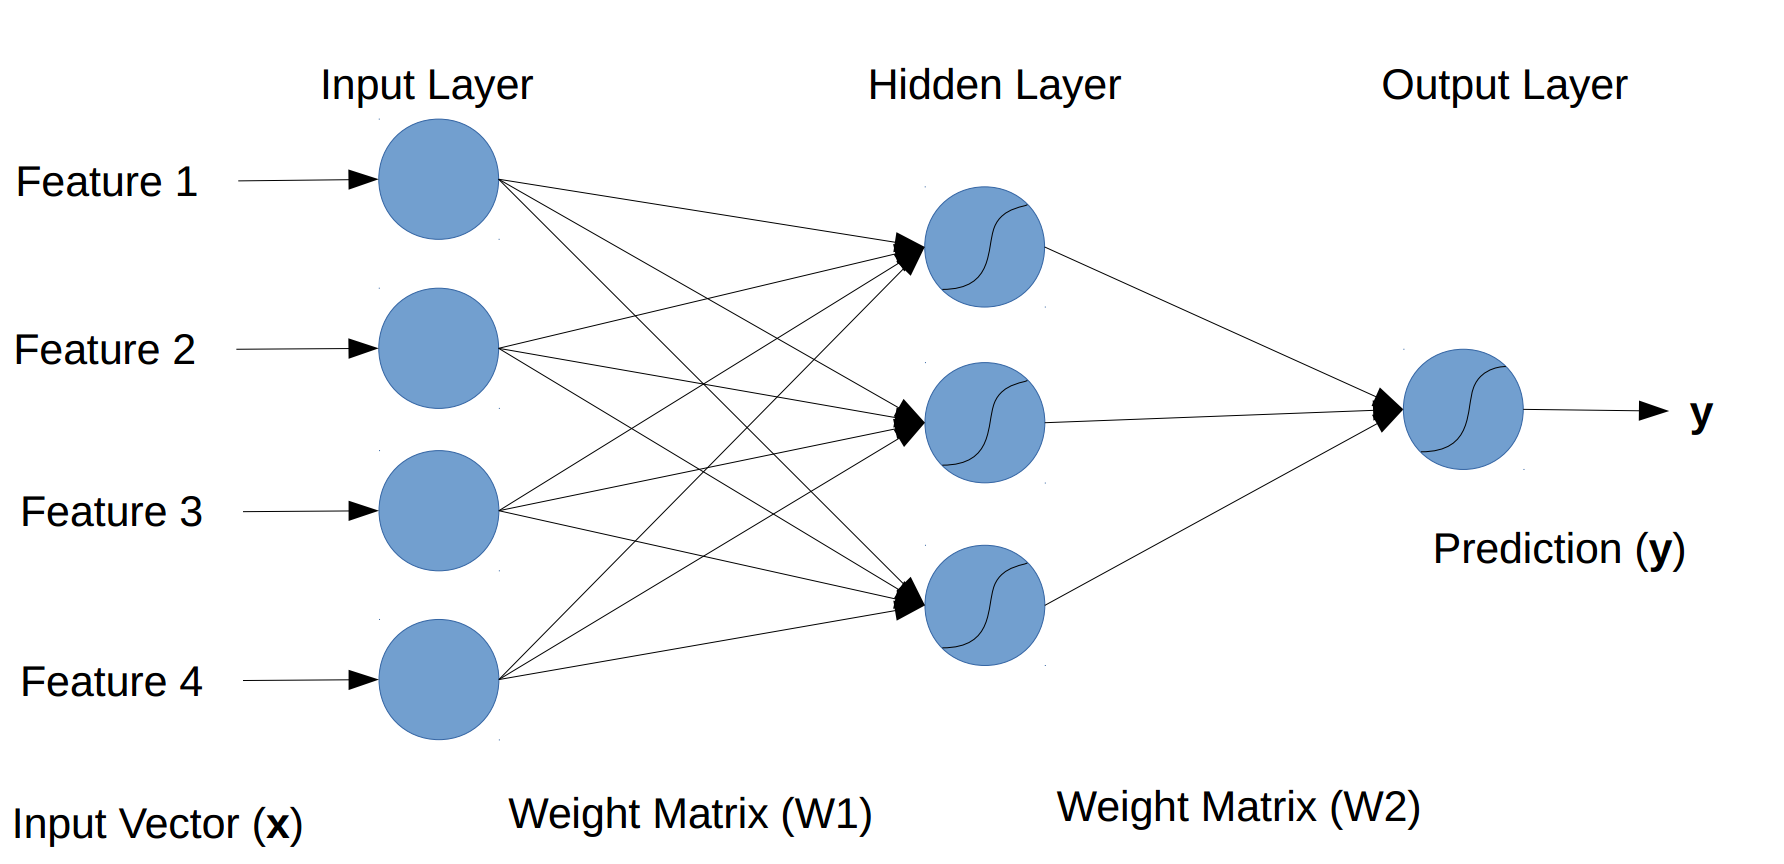 Input Layer
Hidden Layer
Output Layer
Feature 1
Feature 2
Feature 3
Feature 4
y
Prediction (y)
Input Vector (x)
Weight Matrix (W1)
Weight Matrix (W2)